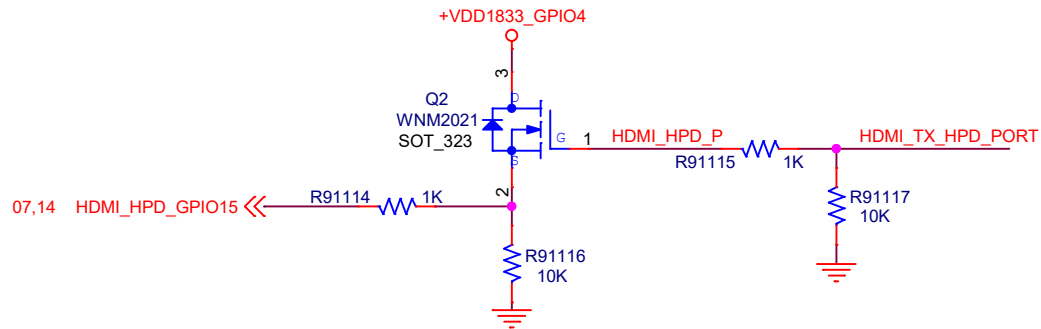 +VDD1833_GPIO4
3
Q2
WNM2021
SOT_323
D
G
S
1
HDMI_HPD_P
HDMI_TX_HPD_PORT
R91115
1K
2
07,14
HDMI_HPD_GPIO15
R91114
1K
R91117
10K
R91116
10K